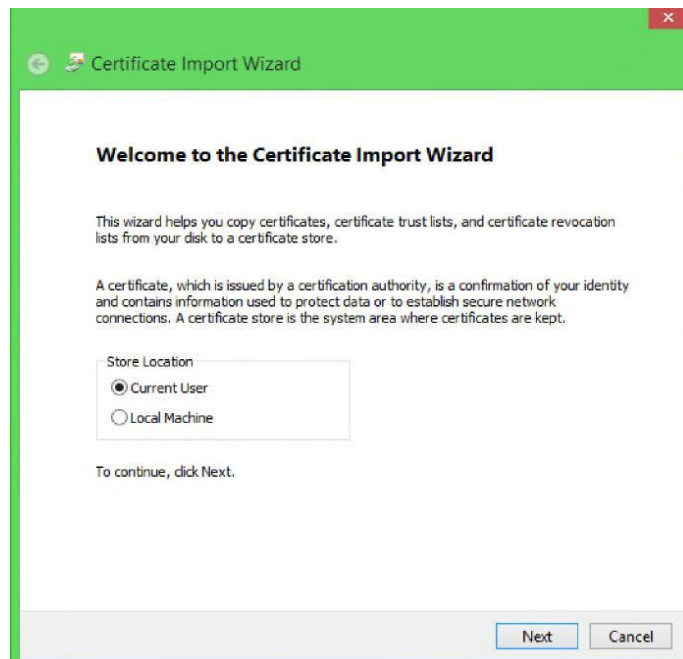 Certificate Import Wizard
Welcome to the Certificate Import Wizard
This wizard helps you copy certificates, certificate trust lists, and certificate revocation
lists from your disk to a certificate store.
A certificate, which is issued by a certification authority, is a confirmation of your identity
and contains information used to protect data or to establish secure network
connections. A certificate store is the system area where certificates are kept.
Store Location
Current User
Local Machine
To continue, click Next.
Next Cancel